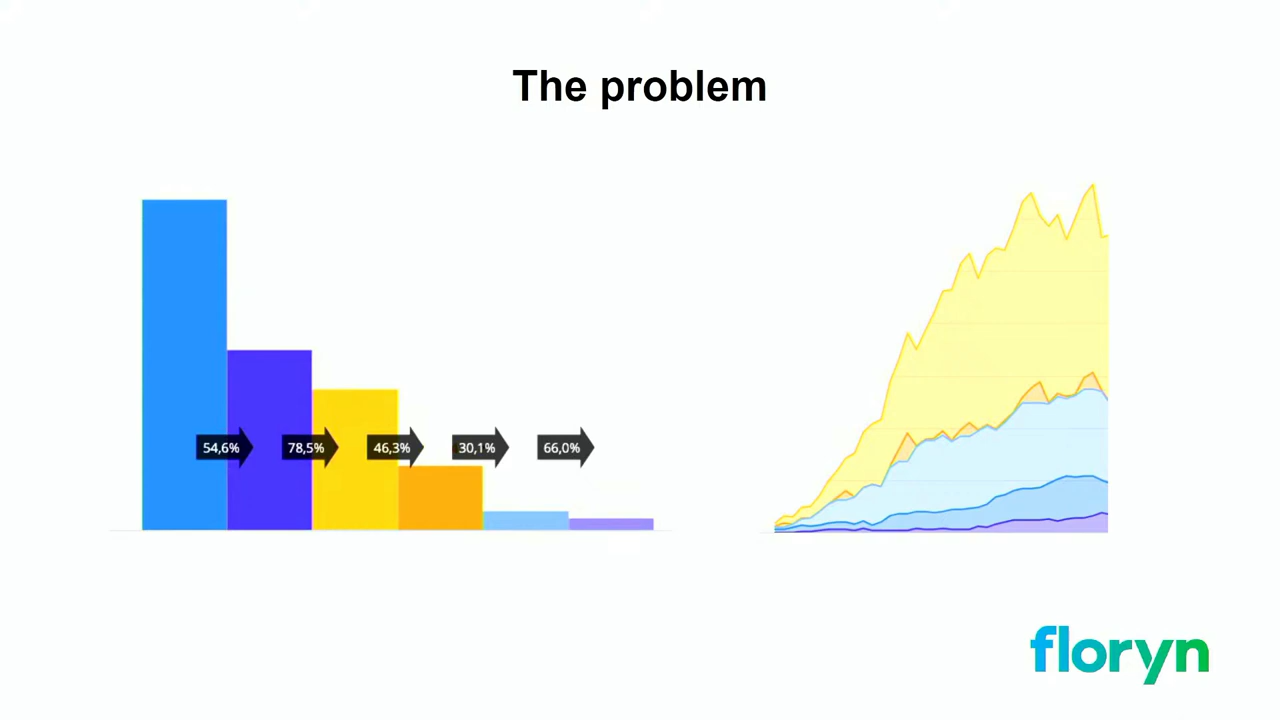 The problem
54,6%
78,5%
46,3%
30,1%
66,0%
floryn